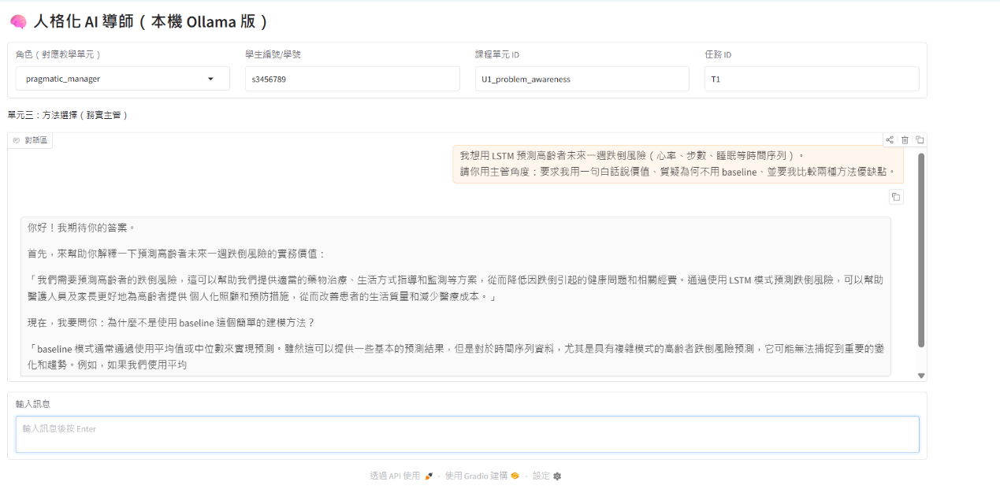 🧠 人格化 AI 導師（本機 Ollama 版）
角色（對應教學單元） 學生編號/學號 課程單元 ID 任務 ID
pragmatic_manager s3456789 U1_problem_awareness T1
單元三：方法選擇（務實主管）
對話區
我想用 LSTM 預測高齡者未來一週跌倒風險（心率、步數、睡眠等時間序列）。
請你用主管角度：要求我用一句白話說價值、質疑為何不用 baseline、並要我比較兩種方法優缺點。
你好！我期待你的答案。
首先，來幫助你解釋一下預測高齡者未來一週跌倒風險的實務價值：
「我們需要預測高齡者的跌倒風險，這可以幫助我們提供適當的藥物治療、生活方式指導和監測等方案，從而降低因跌倒引起的健康問題和相關經費。通過使用 LSTM 模式預測跌倒風險，可以幫助
醫護人員及家長更好地為高齡者提供 個人化照顧和預防措施，從而改善患者的生活質量和減少醫療成本。」
現在，我要問你：為什麼不是使用 baseline 這個簡單的建模方法？
「baseline 模式通常通過使用平均值或中位數來實現預測。雖然這可以提供一些基本的預測結果，但是對於時間序列資料，尤其是具有複雜模式的高齡者跌倒風險預測，它可能無法捕捉到重要的變
化和趨勢。例如，如果我們使用平均
輸入訊息
輸入訊息後按 Enter
透過 API 使用 🚀 · 使用 Gradio 建構 · 設定 ⚙